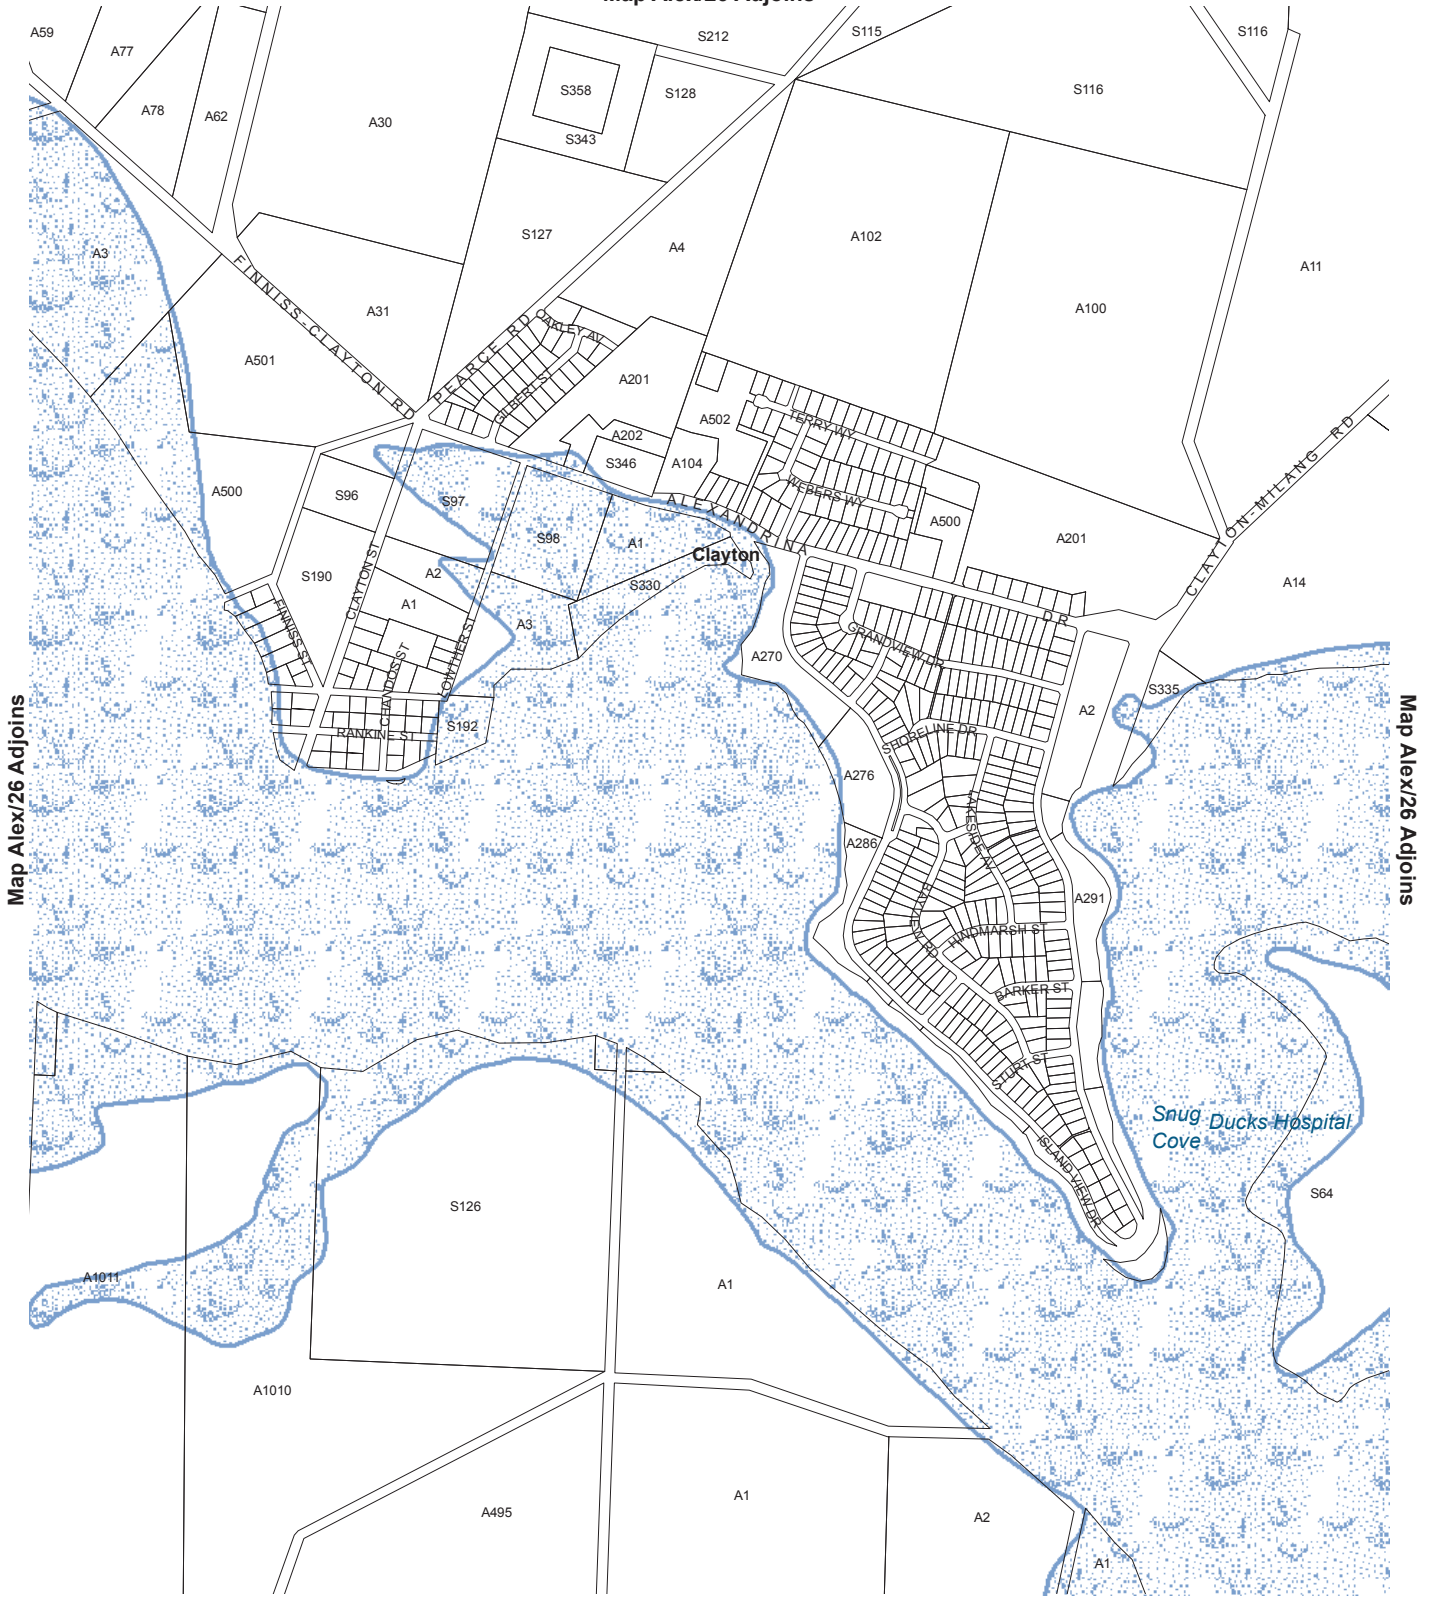 A59
S212
S115
S116
A77
S358
S128
S116
A78
A62
A30
S343
A3
S127
A4
A102
A11
FINNISS-CLAYTON RD
A31
A100
PEARCE RD
OAKLEY AV
A501
A201
GILBERT ST
A502
TERRY WY
CLAYTON-MILANG RD
A202
S346
A104
A500
S96
S97
WEBERS WY
ALEXANDRINA
DR
A500
A201
S98
A1
Clayton
CLAYTON ST
S190
A2
S330
A14
A1
FINNISS ST
A3
LOWTHER ST
CHANDOS ST
GRANDVIEW DR
A270
S335
A2
S192
RANKINE ST
SHORELINE DR
Map Alex/26 Adjoins
Map Alex/26 Adjoins
A276
LAKESIDE AV
A286
A291
BAYVIEW RD
HINDMARSH ST
BARKER ST
STURT ST
Snug
Cove
Ducks Hospital
ISLAND VIEW DR
S64
S126
A1011
A1
A1010
A1
A495
A2
A1